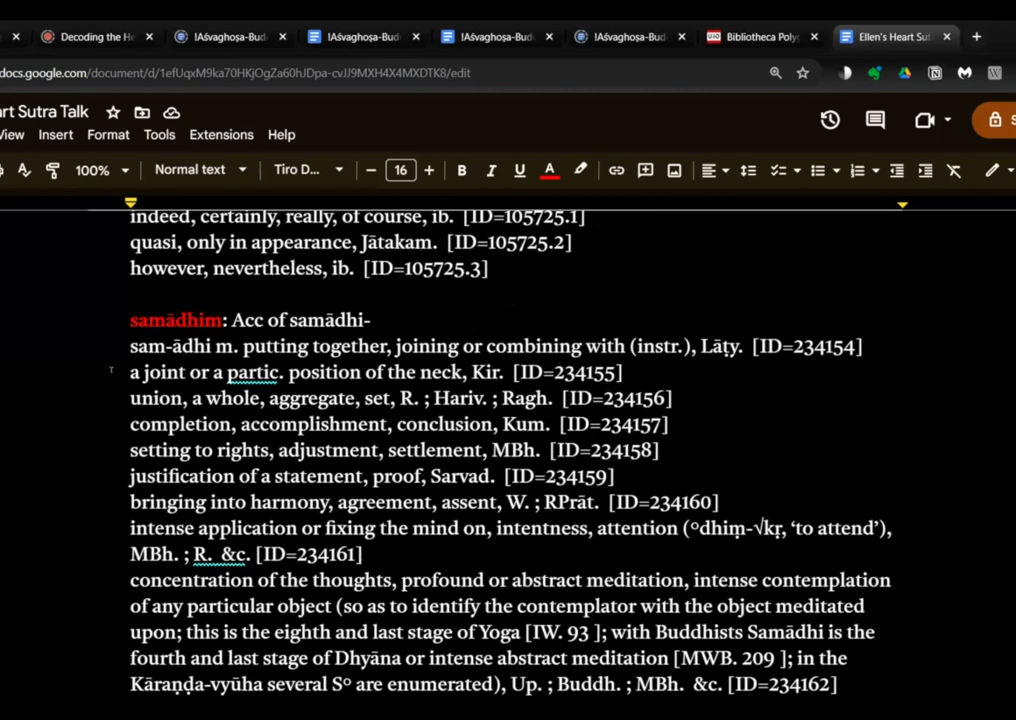 Decoding the He
!Aśvaghoṣa-Bud
!Aśvaghoṣa-Bud
!Aśvaghoṣa-Bud
!Aśvaghoṣa-Bud
UiO Bibliotheca Polyg
Ellen's Heart Sut
docs.google.com/document/d/1efUqxM9ka70HKjOgZa60hJDpa-cvJJ9MXH4X4MXDTK8/edit
rt Sutra Talk
View Insert Format Tools Extensions Help
100% Normal text Tiro D... 16 B I U A
indeed, certainly, really, of course, ib. [ID=105725.1]
quasi, only in appearance, Jātakam. [ID=105725.2]
however, nevertheless, ib. [ID=105725.3]
samādhim: Acc of samādhi-
sam-ādhi m. putting together, joining or combining with (instr.), Lāṭy. [ID=234154]
a joint or a partic. position of the neck, Kir. [ID=234155]
union, a whole, aggregate, set, R. ; Hariv. ; Ragh. [ID=234156]
completion, accomplishment, conclusion, Kum. [ID=234157]
setting to rights, adjustment, settlement, MBh. [ID=234158]
justification of a statement, proof, Sarvad. [ID=234159]
bringing into harmony, agreement, assent, W. ; RPrāt. [ID=234160]
intense application or fixing the mind on, intentness, attention (°dhiṃ-√kṛ, ‘to attend’),
MBh. ; R. &c. [ID=234161]
concentration of the thoughts, profound or abstract meditation, intense contemplation
of any particular object (so as to identify the contemplator with the object meditated
upon; this is the eighth and last stage of Yoga [IW. 93 ]; with Buddhists Samādhi is the
fourth and last stage of Dhyāna or intense abstract meditation [MWB. 209 ]; in the
Kāraṇḍa-vyūha several S° are enumerated), Up. ; Buddh. ; MBh. &c. [ID=234162]